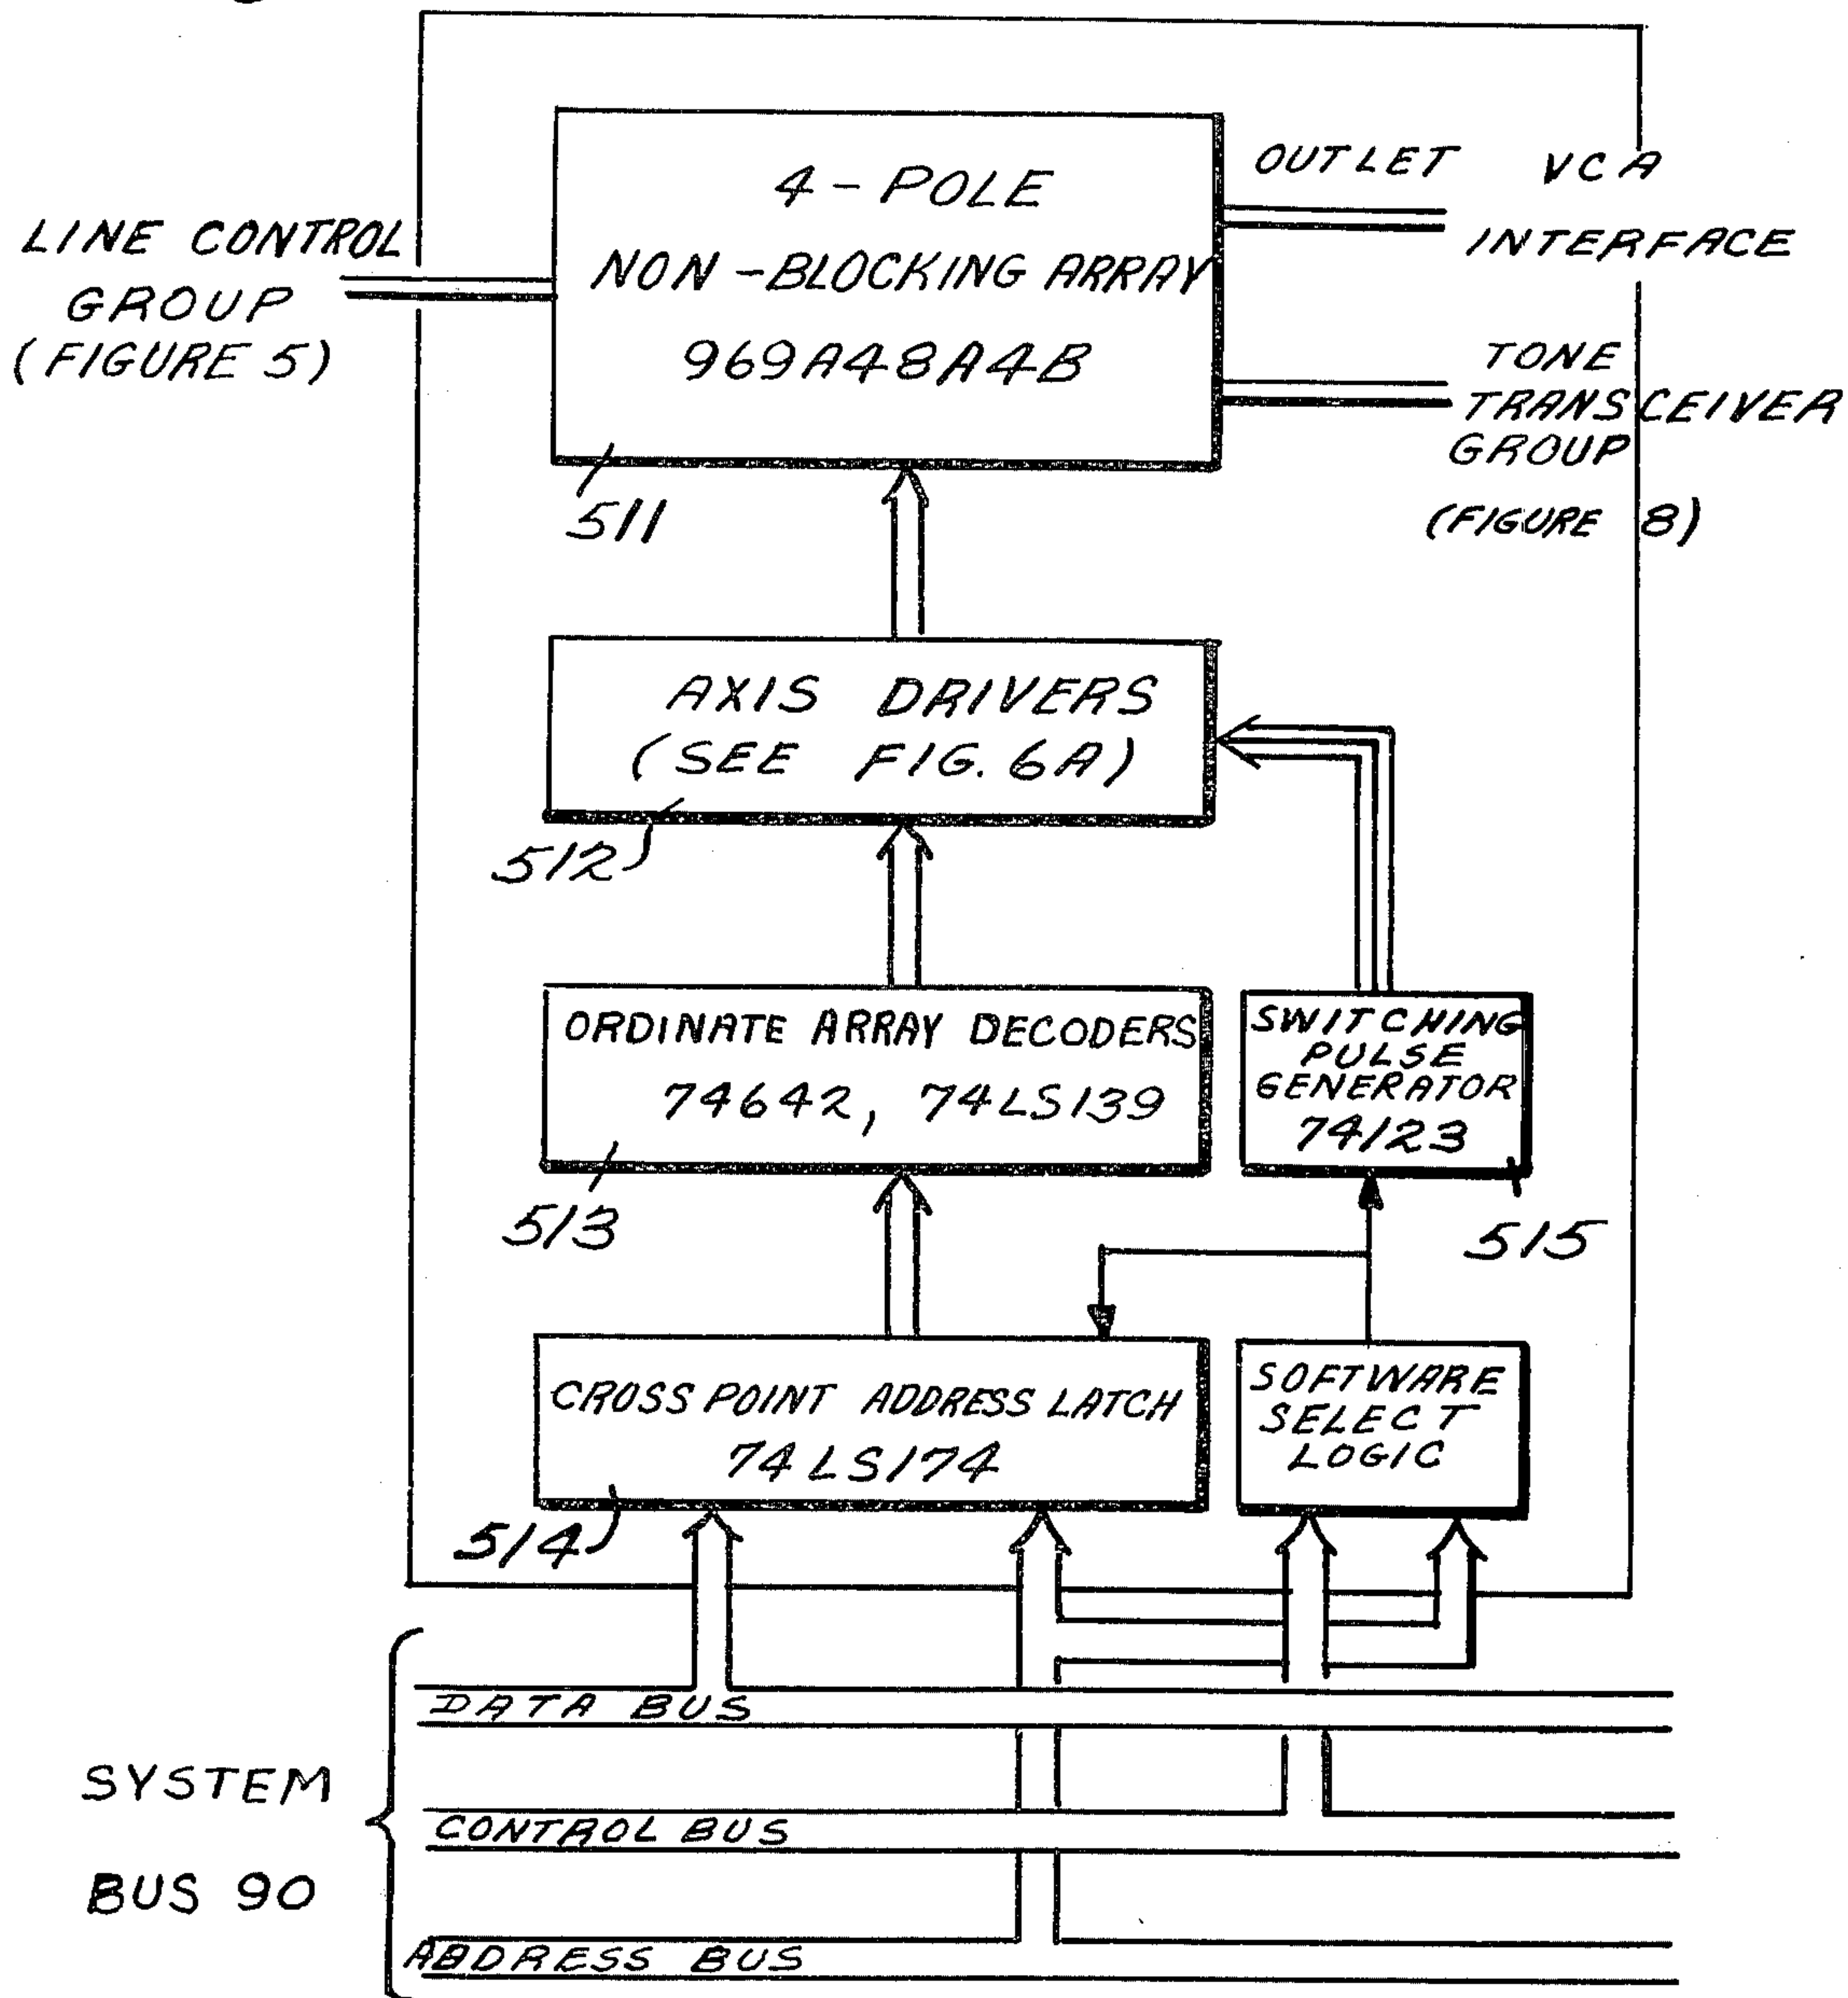 4-POLE
NON-BLOCKING ARRAY
969A48A4B
511
LINE CONTROL
GROUP
(FIGURE 5)
OUTLET VCA
INTERFACE
TONE
TRANSCEIVER
GROUP
(FIGURE 8)
AXIS DRIVERS
(SEE FIG. 6A)
512
ORDINATE ARRAY DECODERS
74642, 74LS139
513
SWITCHING
PULSE
GENERATOR
74123
515
CROSS POINT ADDRESS LATCH
74LS174
514
SOFTWARE
SELECT
LOGIC
SYSTEM
BUS 90
DATA BUS
CONTROL BUS
ADDRESS BUS